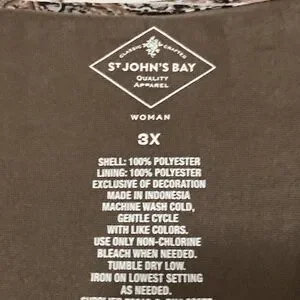 CLASSIC CRAFTED
ST JOHN'S BAY
QUALITY
APPAREL
WOMAN
3X
SHELL: 100% POLYESTER
LINING: 100% POLYESTER
EXCLUSIVE OF DECORATION
MADE IN INDONESIA
MACHINE WASH COLD,
GENTLE CYCLE
WITH LIKE COLORS.
USE ONLY NON-CHLORINE
BLEACH WHEN NEEDED.
TUMBLE DRY LOW.
IRON ON LOWEST SETTING
AS NEEDED.